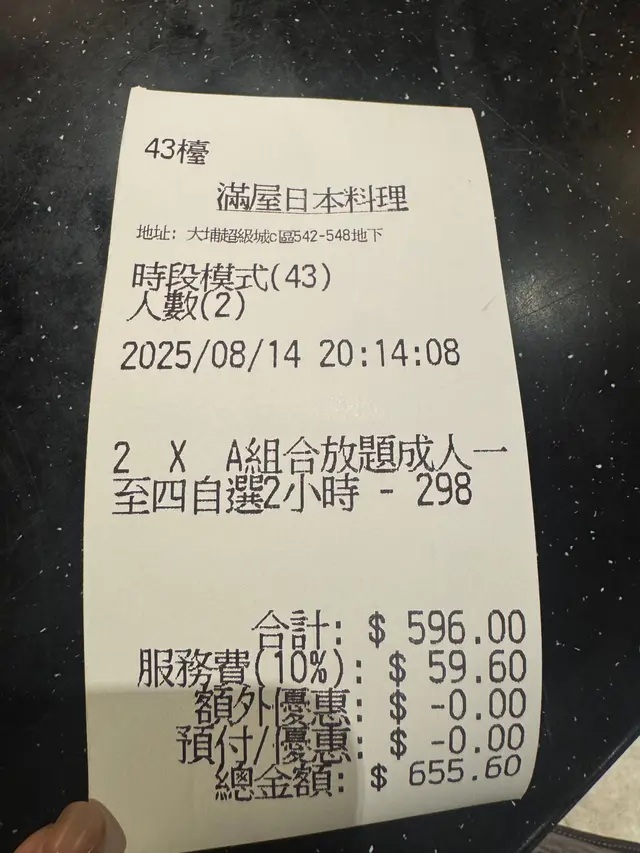 43檯
滿屋日本料理
地址: 大埔超級城c區542-548地下
時段模式(43)
人數(2)
2025/08/14 20:14:08
2 X A組合放題成人一
至四自選2小時 - 298
合計: $ 596.00
服務費(10%): $ 59.60
額外優惠: $ -0.00
預付/優惠: $ -0.00
總金額: $ 655.60